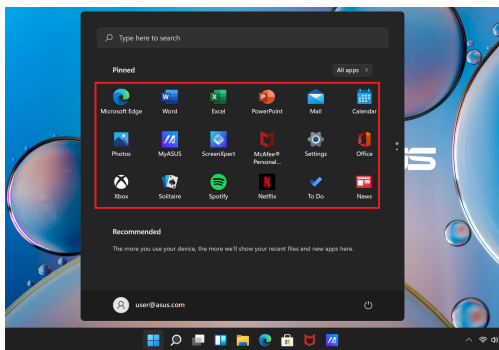 Type here to search
Pinned
All apps >
Microsoft Edge
Word
Excel
PowerPoint
Mail
Calendar
Photos
MyASUS
ScreenXpert
McAfee®
Personal...
Settings
Office
Xbox
Solitaire
Spotify
Netflix
To Do
News
Recommended
The more you use your device, the more we'll show your recent files and new apps here.
user@asus.com